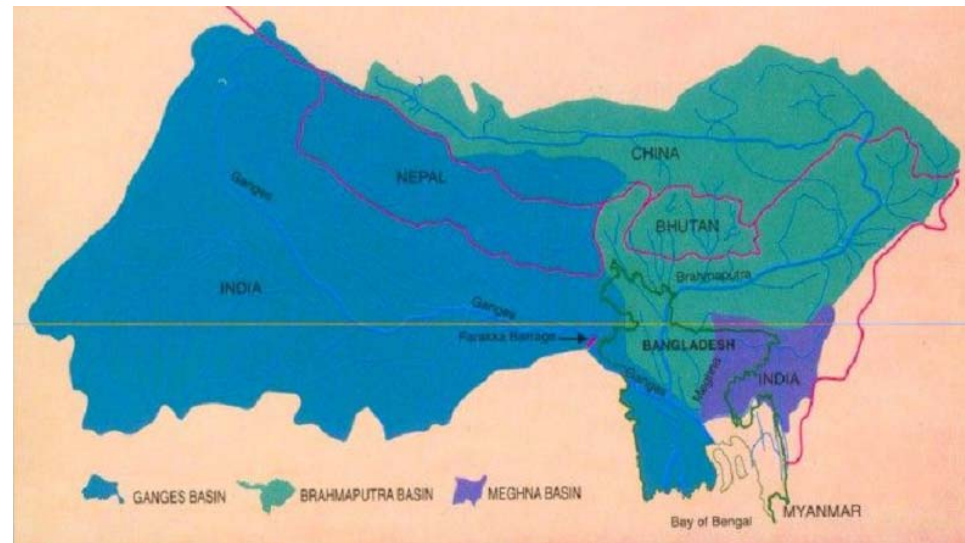 CHINA
NEPAL
BHUTAN
Ganges
Brahmaputra
INDIA
Ganges
Farakka Barrage
BANGLADESH
Ganges
Meghna
INDIA
GANGES BASIN
BRAHMAPUTRA BASIN
MEGHNA BASIN
Bay of Bengal
MYANMAR